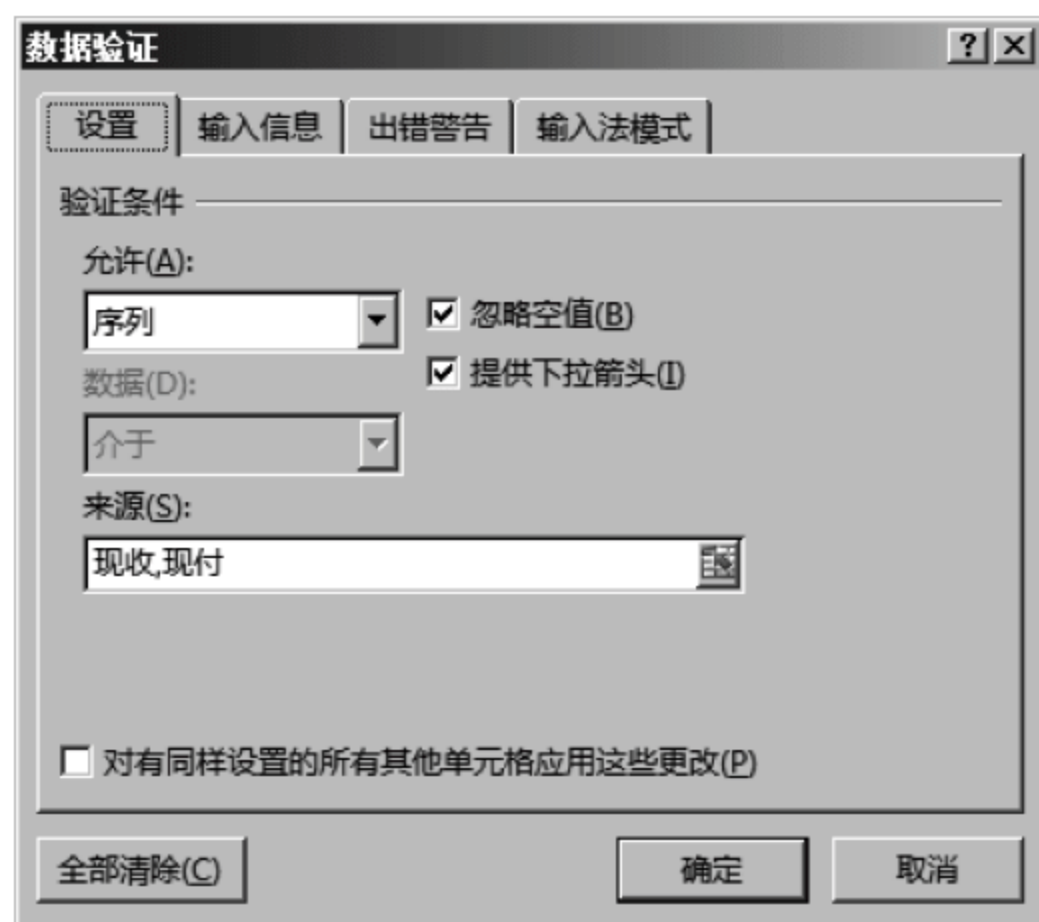 数据验证
设置 输入信息 出错警告 输入法模式
验证条件
允许(A):
序列 忽略空值(B)
数据(D): 提供下拉箭头(I)
介于
来源(S):
现收,现付
对有同样设置的所有其他单元格应用这些更改(P)
全部清除(C) 确定 取消